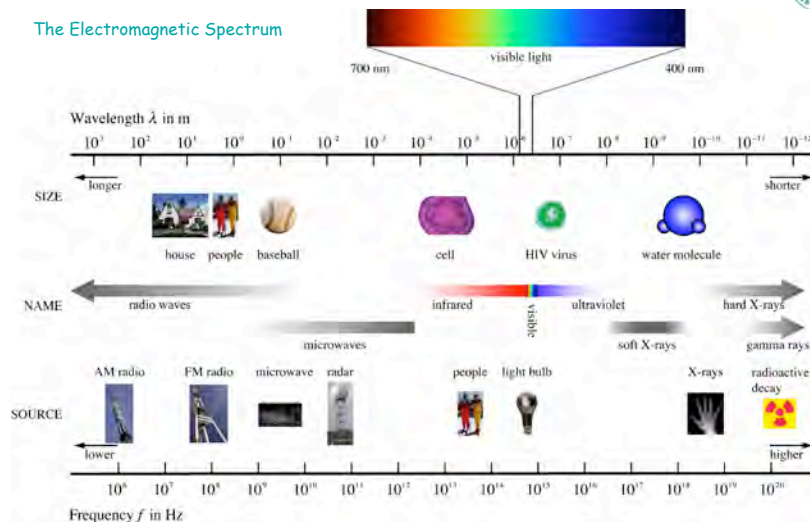 The Electromagnetic Spectrum
visible light
700 nm 400 nm
Wavelength λ in m
10³ 10² 10¹ 10⁰ 10⁻¹ 10⁻² 10⁻³ 10⁻⁴ 10⁻⁵ 10⁻⁶ 10⁻⁷ 10⁻⁸ 10⁻⁹ 10⁻¹⁰ 10⁻¹¹ 10⁻¹²
longer shorter
SIZE
house people baseball cell HIV virus water molecule
NAME
radio waves infrared visible ultraviolet hard X-rays
microwaves soft X-rays gamma rays
AM radio FM radio microwave radar people light bulb X-rays radioactive
decay
SOURCE
lower higher
10⁶ 10⁷ 10⁸ 10⁹ 10¹⁰ 10¹¹ 10¹² 10¹³ 10¹⁴ 10¹⁵ 10¹⁶ 10¹⁷ 10¹⁸ 10¹⁹ 10²⁰
Frequency f in Hz